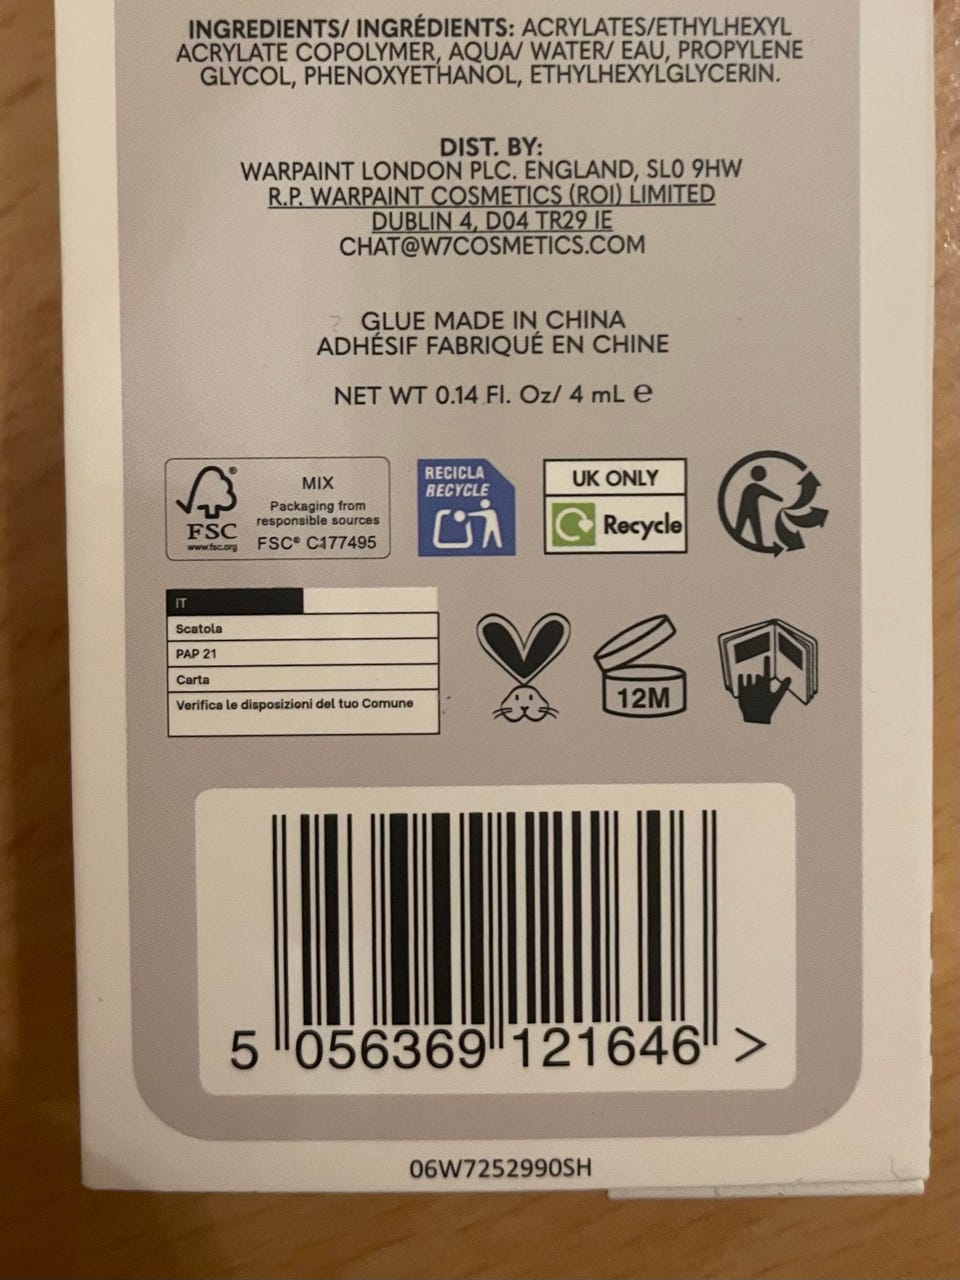 INGREDIENTS/ INGRÉDIENTS: ACRYLATES/ETHYLHEXYL
ACRYLATE COPOLYMER, AQUA/ WATER/ EAU, PROPYLENE
GLYCOL, PHENOXYETHANOL, ETHYLHEXYLGLYCERIN.
DIST. BY:
WARPAINT LONDON PLC. ENGLAND, SL0 9HW
R.P. WARPAINT COSMETICS (ROI) LIMITED
DUBLIN 4, D04 TR29 IE
CHAT@W7COSMETICS.COM
GLUE MADE IN CHINA
ADHÉSIF FABRIQUÉ EN CHINE
NET WT 0.14 Fl. Oz/ 4 mL ℮
FSC
www.fsc.org
MIX
Packaging from
responsible sources
FSC® C177495
RECICLA
RECYCLE
UK ONLY
Recycle
IT
Scatola
PAP 21
Carta
Verifica le disposizioni del tuo Comune
12M
5 056369 121646 >
06W7252990SH